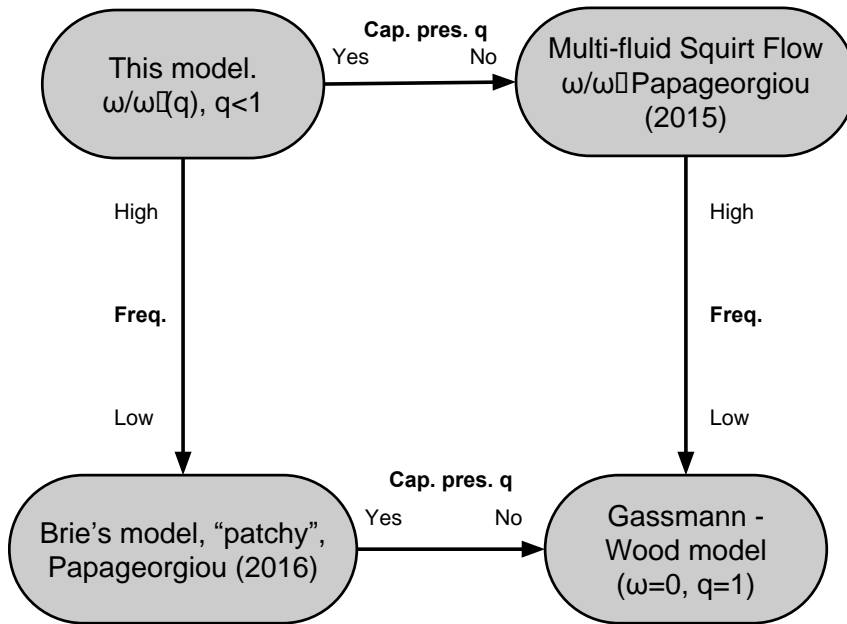 Cap. pres. q
Yes No
This model.
ω/ω(q), q<1
Multi-fluid Squirt Flow
ω/ω Papageorgiou
(2015)
High
High
Freq.
Freq.
Low
Low
Cap. pres. q
Yes No
Brie's model, “patchy”,
Papageorgiou (2016)
Gassmann -
Wood model
(ω=0, q=1)